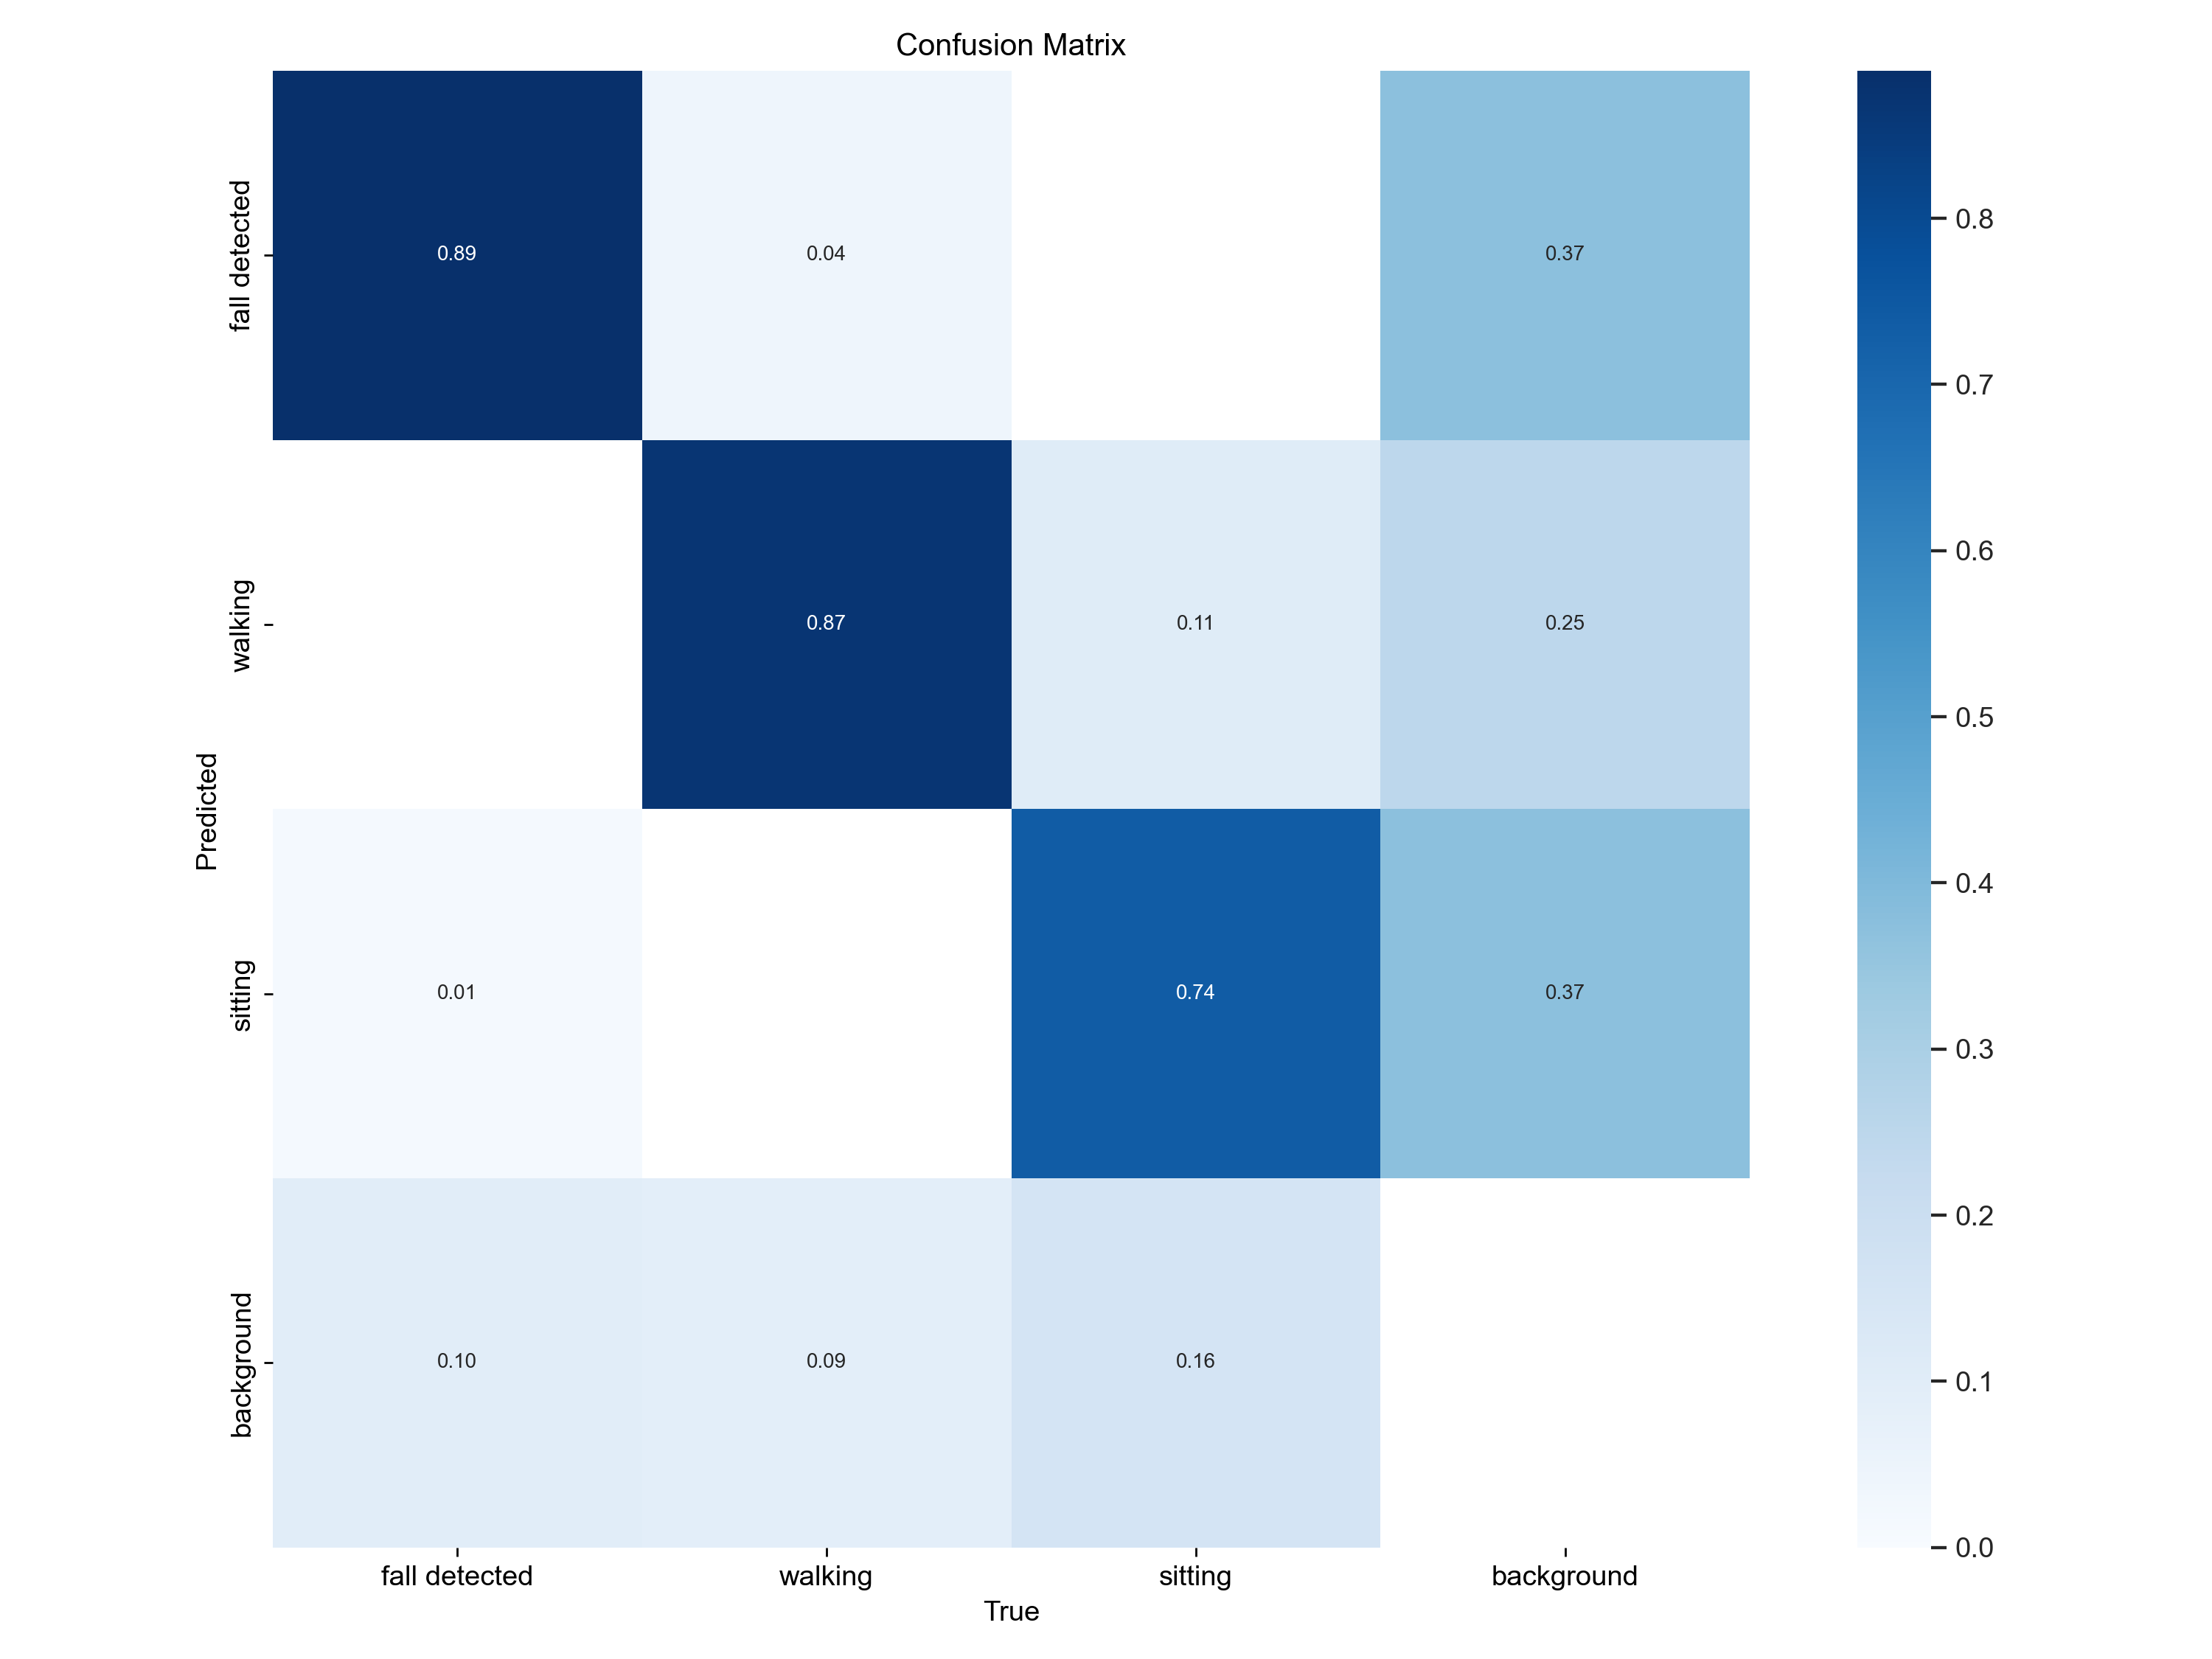 Confusion Matrix
fall detected
0.89
0.04
0.37
walking
0.87
0.11
0.25
sitting
0.01
0.74
0.37
background
0.10
0.09
0.16
Predicted
fall detected
walking
sitting
background
True
0.8
0.7
0.6
0.5
0.4
0.3
0.2
0.1
0.0